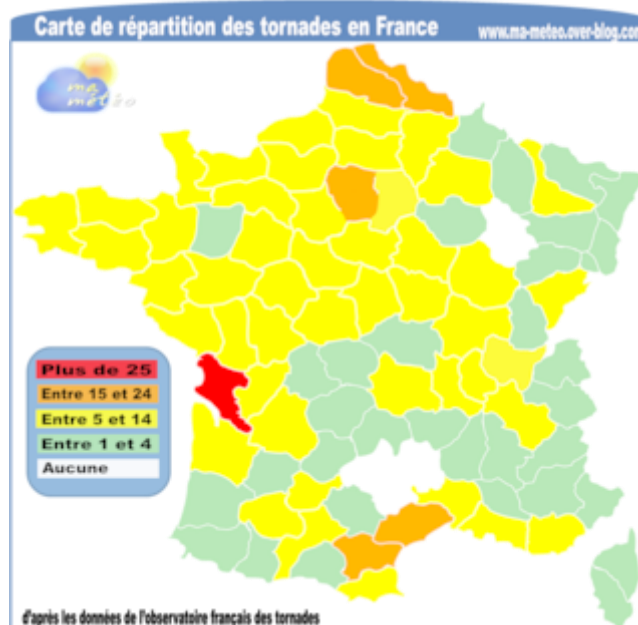 Carte de répartition des tornades en France
www.ma-meteo.over-blog.com
ma
météo
Plus de 25
Entre 15 et 24
Entre 5 et 14
Entre 1 et 4
Aucune
d'après les données de l'observatoire français des tornades